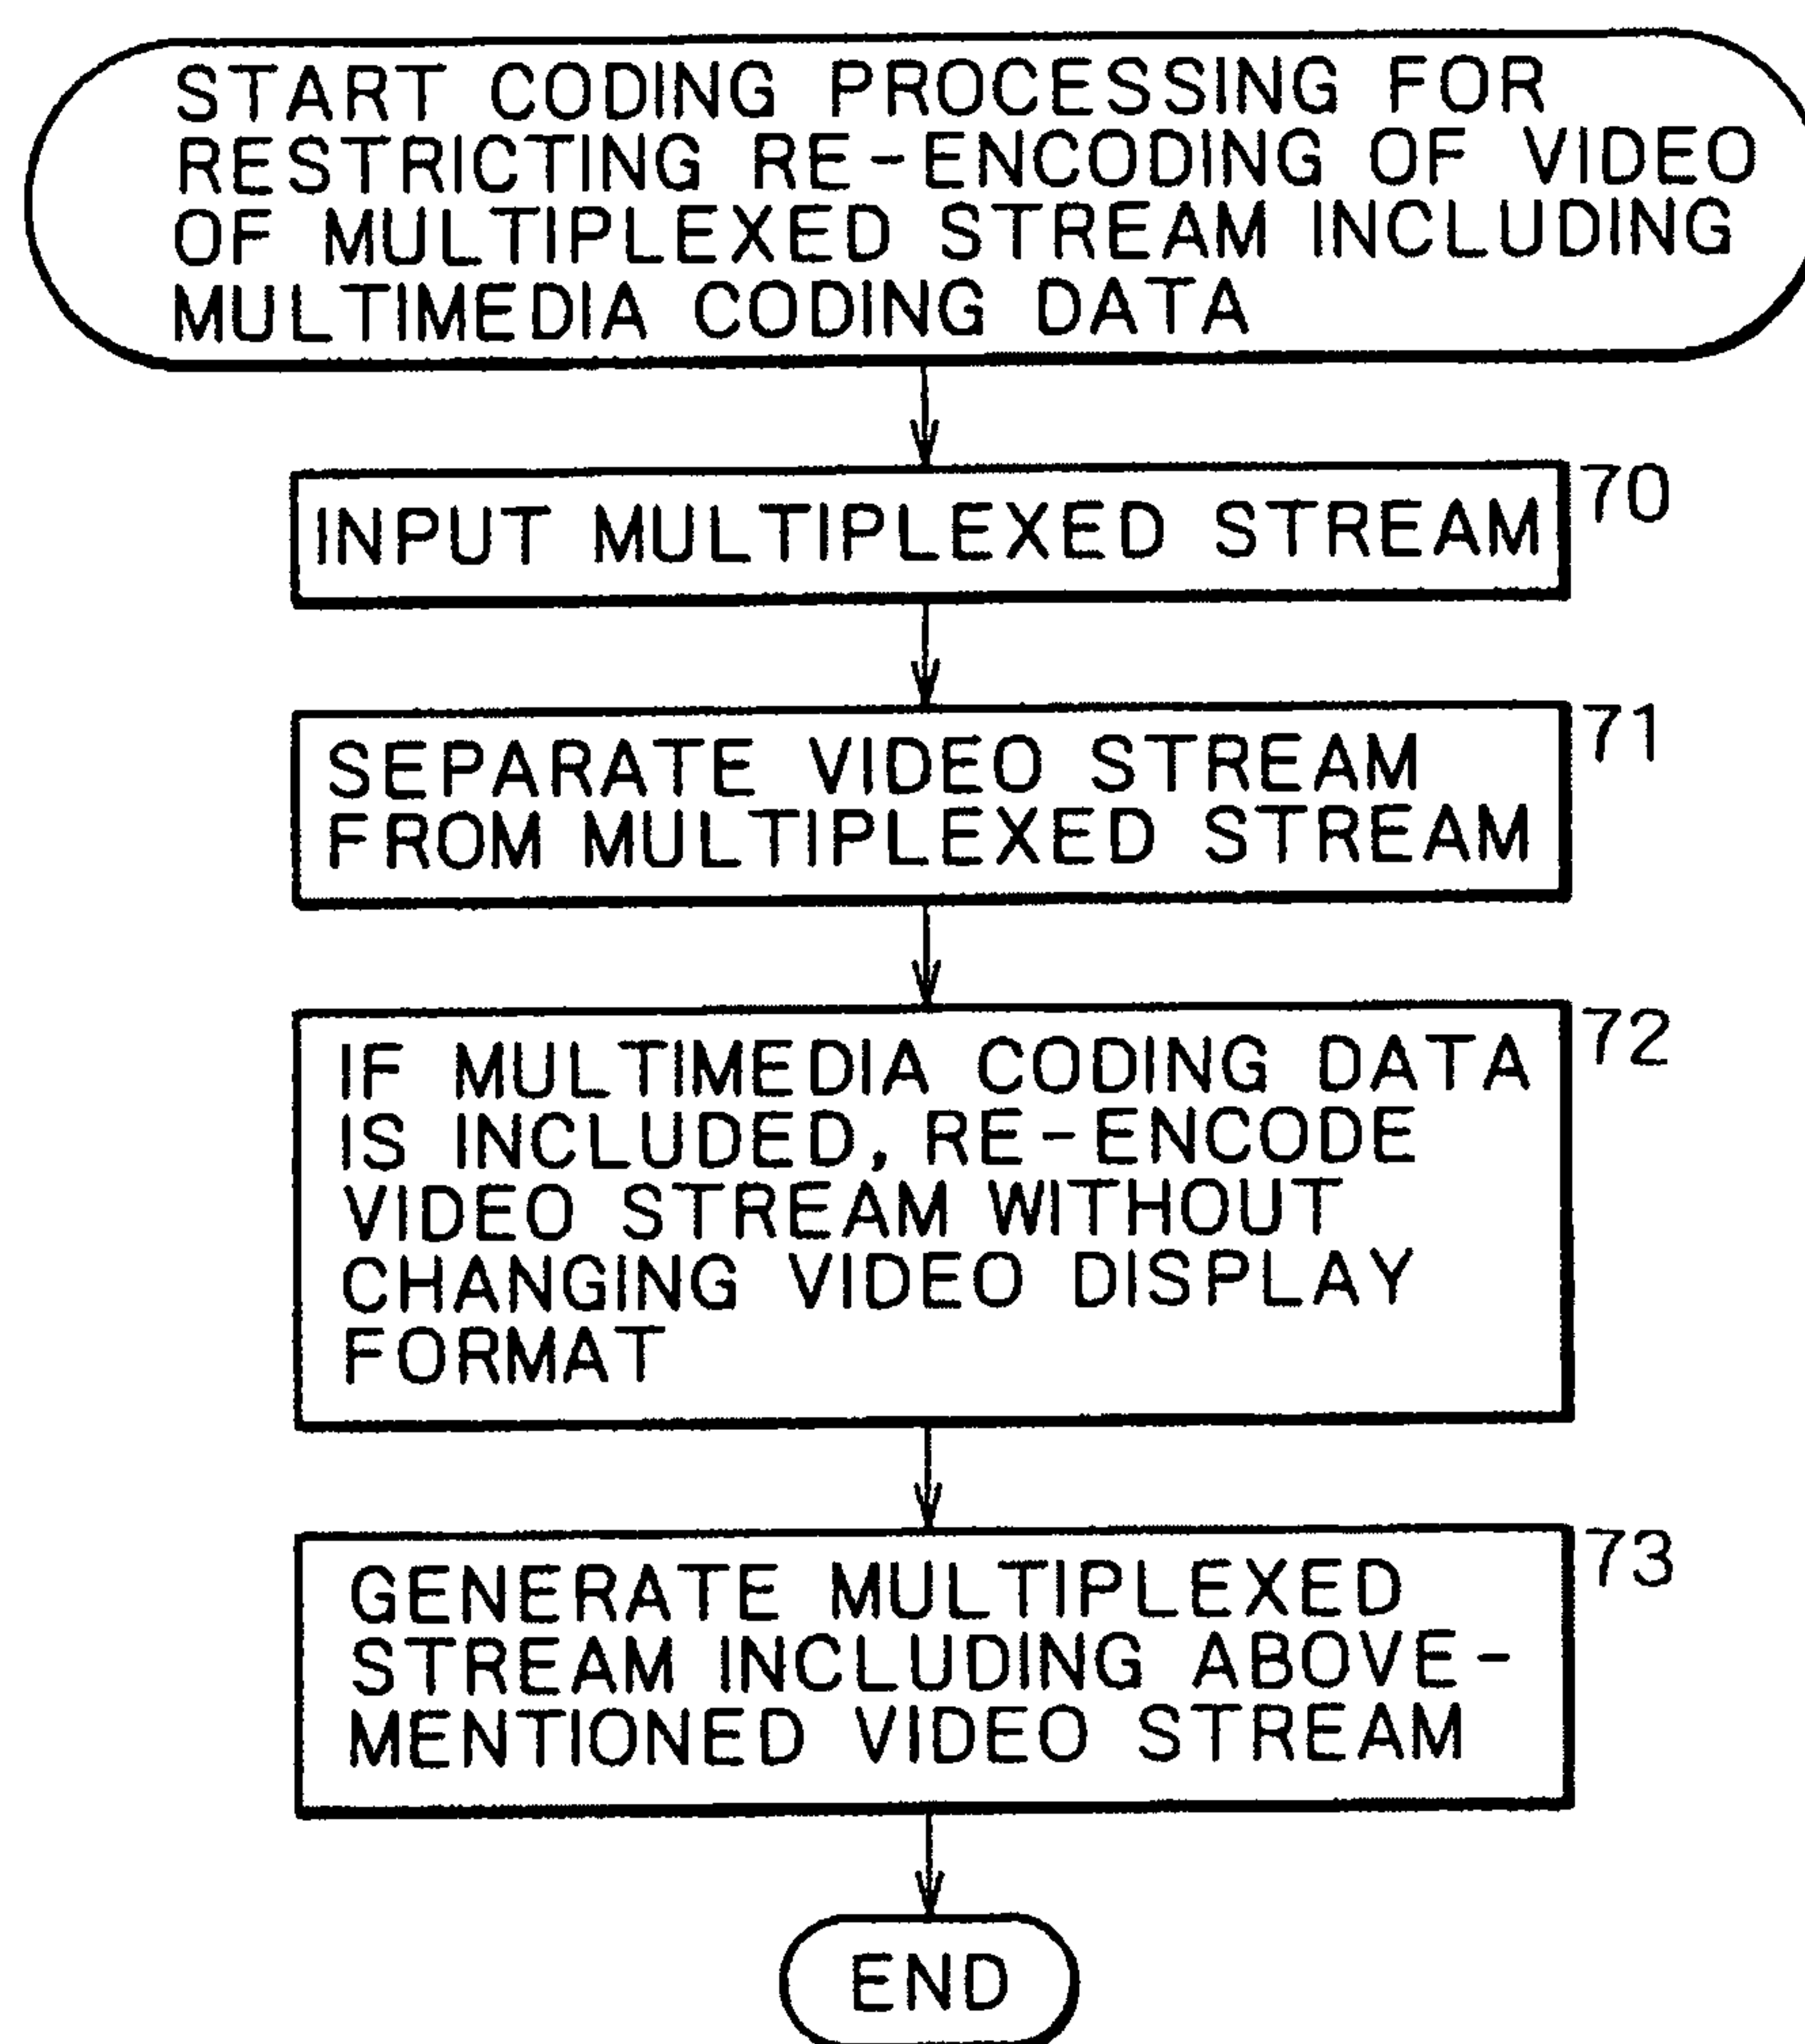 START CODING PROCESSING FOR
RESTRICTING RE-ENCODING OF VIDEO
OF MULTIPLEXED STREAM INCLUDING
MULTIMEDIA CODING DATA
INPUT MULTIPLEXED STREAM
70
SEPARATE VIDEO STREAM
FROM MULTIPLEXED STREAM
71
IF MULTIMEDIA CODING DATA
IS INCLUDED, RE-ENCODE
VIDEO STREAM WITHOUT
CHANGING VIDEO DISPLAY
FORMAT
72
GENERATE MULTIPLEXED
STREAM INCLUDING ABOVE-
MENTIONED VIDEO STREAM
73
END